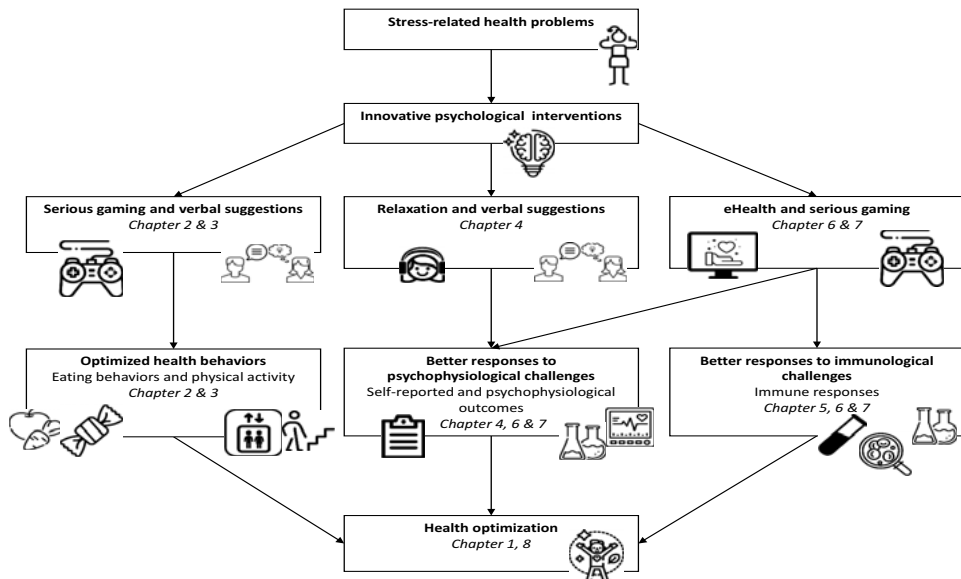 Stress-related health problems
Innovative psychological interventions
Serious gaming and verbal suggestions
Chapter 2 & 3
Relaxation and verbal suggestions
Chapter 4
eHealth and serious gaming
Chapter 6 & 7
Optimized health behaviors
Eating behaviors and physical activity
Chapter 2 & 3
Better responses to
psychophysiological challenges
Self-reported and psychophysiological
outcomes
Chapter 4, 6 & 7
Better responses to immunological
challenges
Immune responses
Chapter 5, 6 & 7
Health optimization
Chapter 1, 8